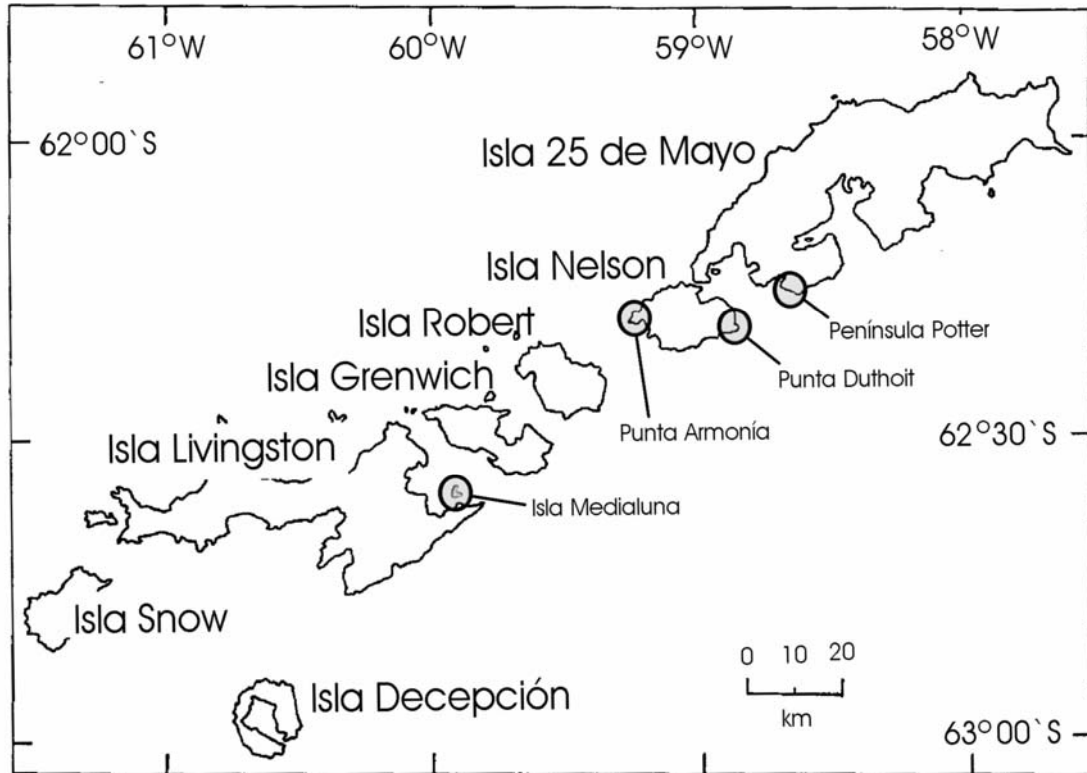 61°W
60°W
59°W
58°W
62°00`S
Isla 25 de Mayo
Isla Nelson
Isla Robert
Península Potter
Isla Grenwich
Punta Duthoit
Punta Armonía
62°30`S
Isla Livingston
Isla Medialuna
Isla Snow
0 10 20
km
Isla Decepción
63°00`S